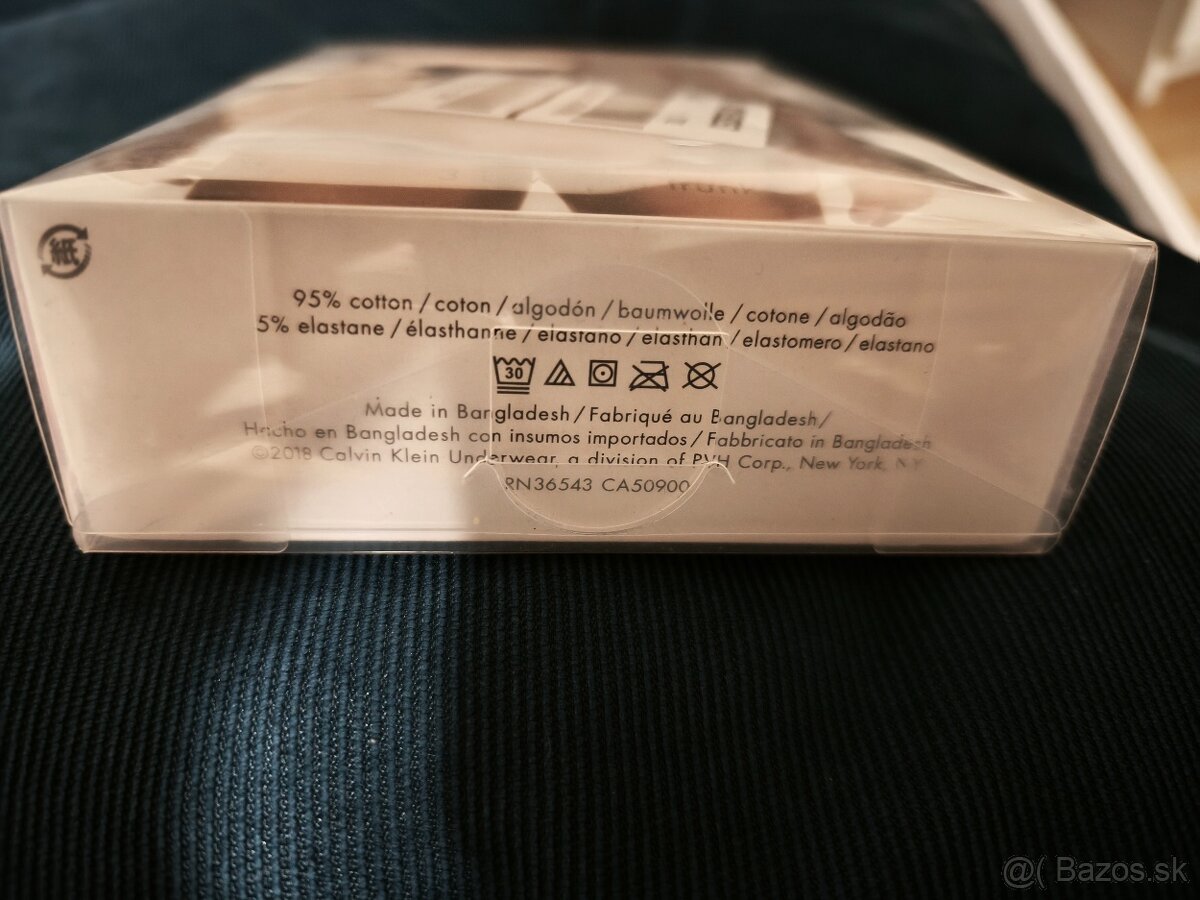 紙
95% cotton / coton / algodón / baumwolle / cotone / algodão
5% elastane / élasthanne / elastano / elasthan / elastomero / elastano
30
Made in Bangladesh / Fabriqué au Bangladesh /
Hecho en Bangladesh con insumos importados / Fabbricato in Bangladesh
©2018 Calvin Klein Underwear, a division of PVH Corp., New York, NY
RN36543 CA50900
@( Bazos.sk